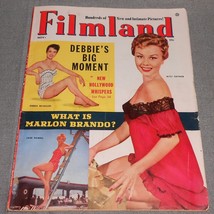 Hundreds of New and Intimate Pictures!
Filmland
DEBBIE'S
BIG
MOMENT
NEW
HOLLYWOOD
WHISPERS
WHAT IS
MARLON BRANDO?